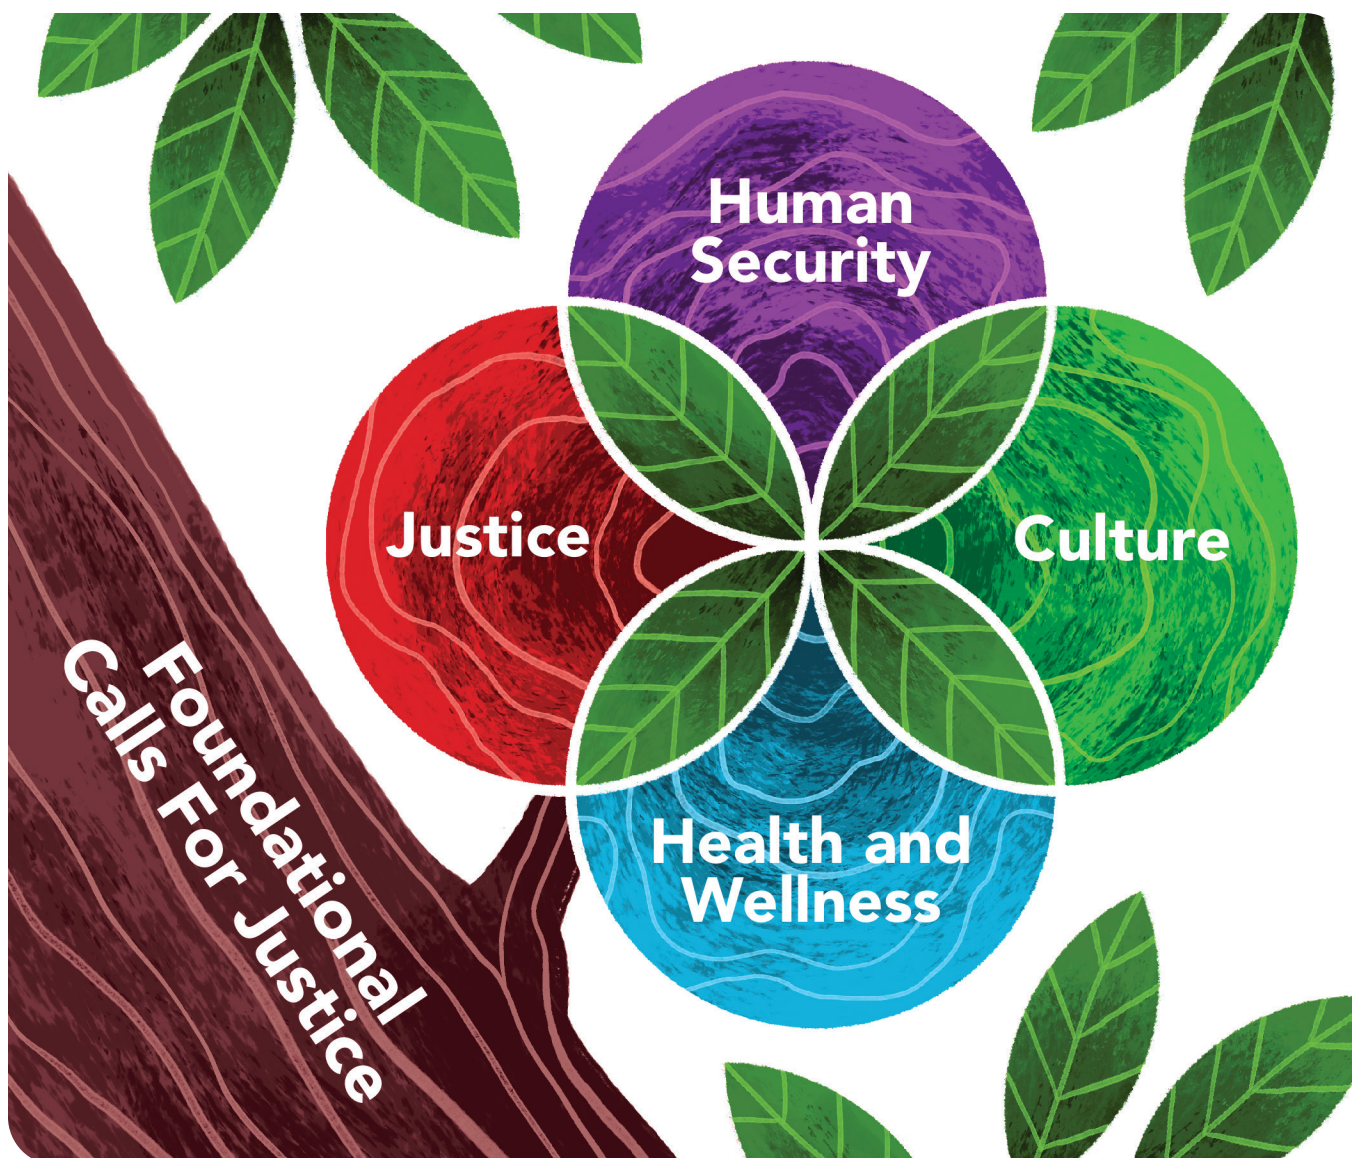 Human
Security
Justice
Culture
Health and
Wellness
Foundational
Calls For Justice